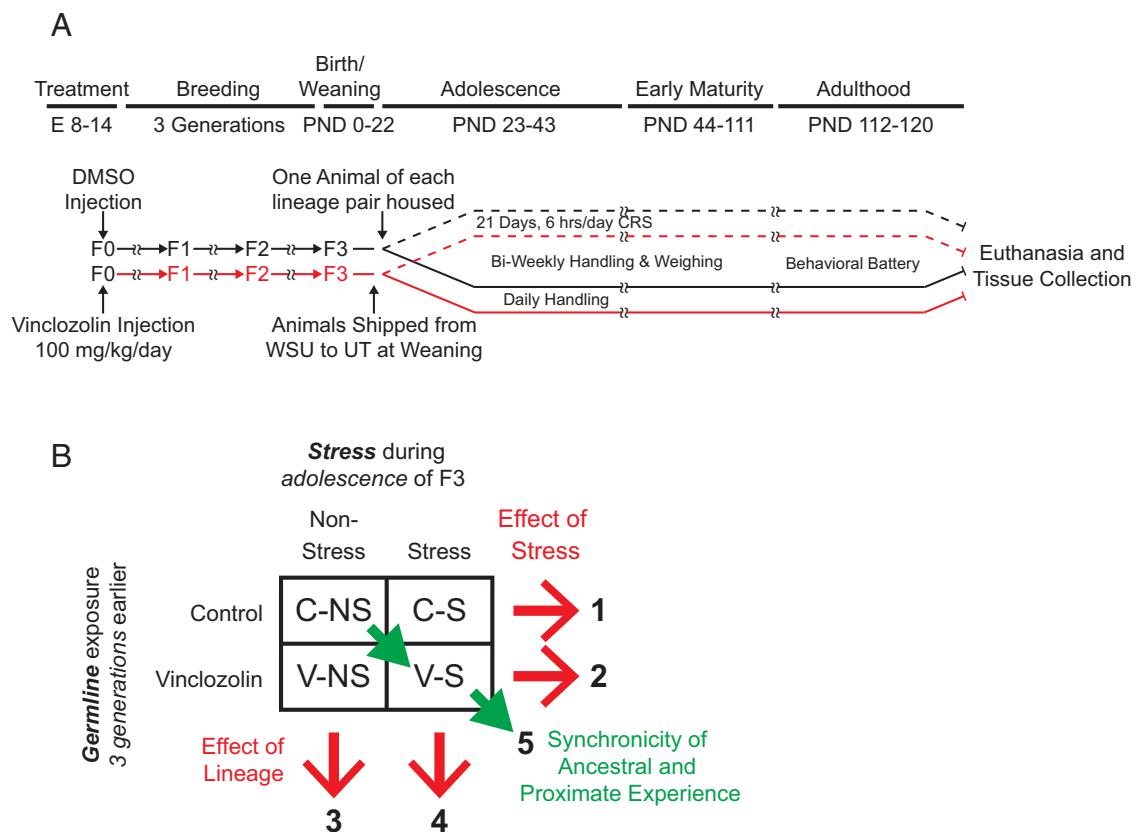 A
Treatment
Breeding
Birth/
Weaning
Adolescence
Early Maturity
Adulthood
E 8-14
3 Generations
PND 0-22
PND 23-43
PND 44-111
PND 112-120
DMSO
Injection
One Animal of each
lineage pair housed
21 Days, 6 hrs/day CRS
F0
F1
F2
F3
F0
F1
F2
F3
Bi-Weekly Handling & Weighing
Behavioral Battery
Euthanasia and
Tissue Collection
Daily Handling
Vinclozolin Injection
100 mg/kg/day
Animals Shipped from
WSU to UT at Weaning
B
Stress during
adolescence of F3
Non-
Stress
Stress
Effect of
Stress
Germline exposure
3 generations earlier
Control
C-NS
C-S
1
Vinclozolin
V-NS
V-S
2
Effect of
Lineage
3
4
5 Synchronicity of
Ancestral and
Proximate Experience